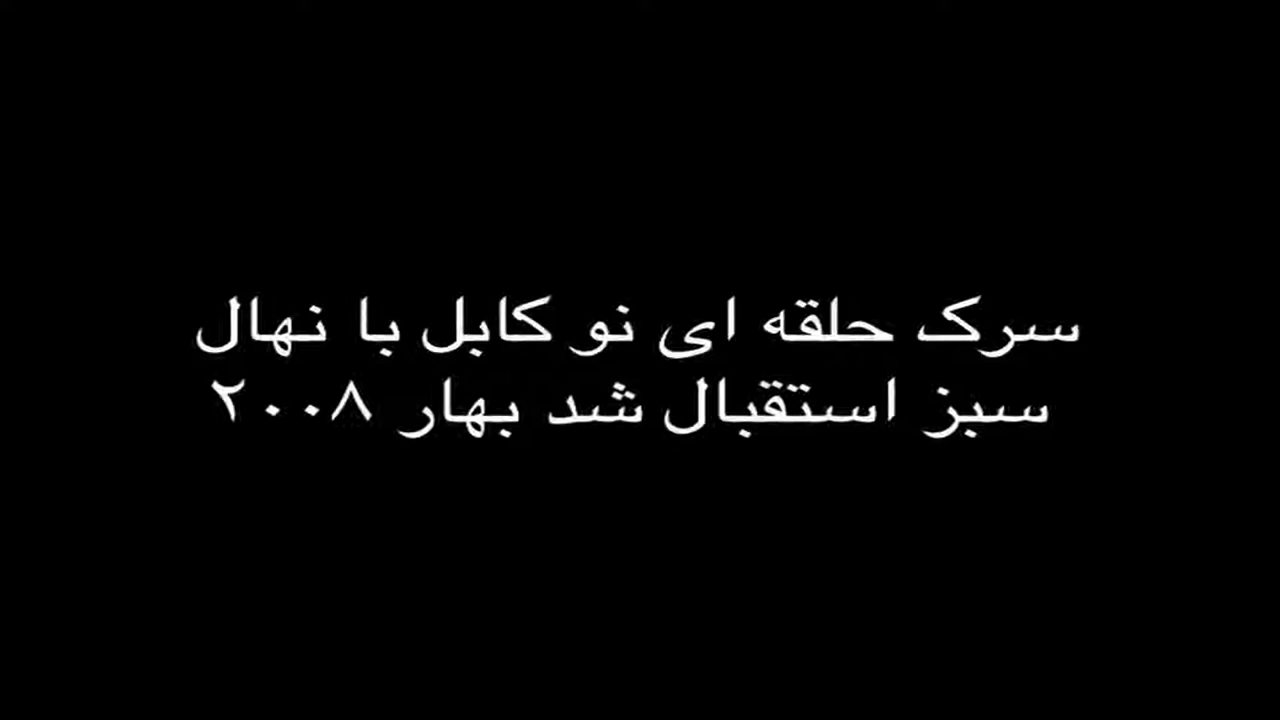 سرک حلقه ای نو کابل با نهال
سبز استقبال شد بهار ۲۰۰۸